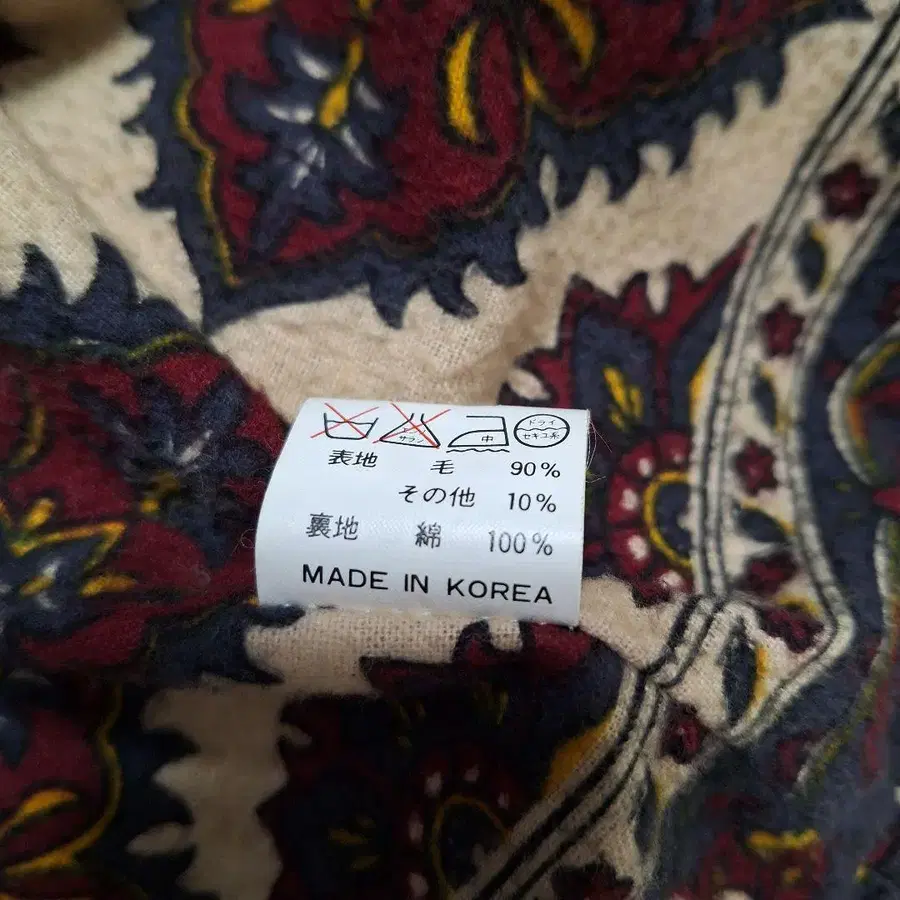 サラシ 中 ドライ
セキユ系
表地 毛 90%
その他 10%
裏地 綿 100%
MADE IN KOREA